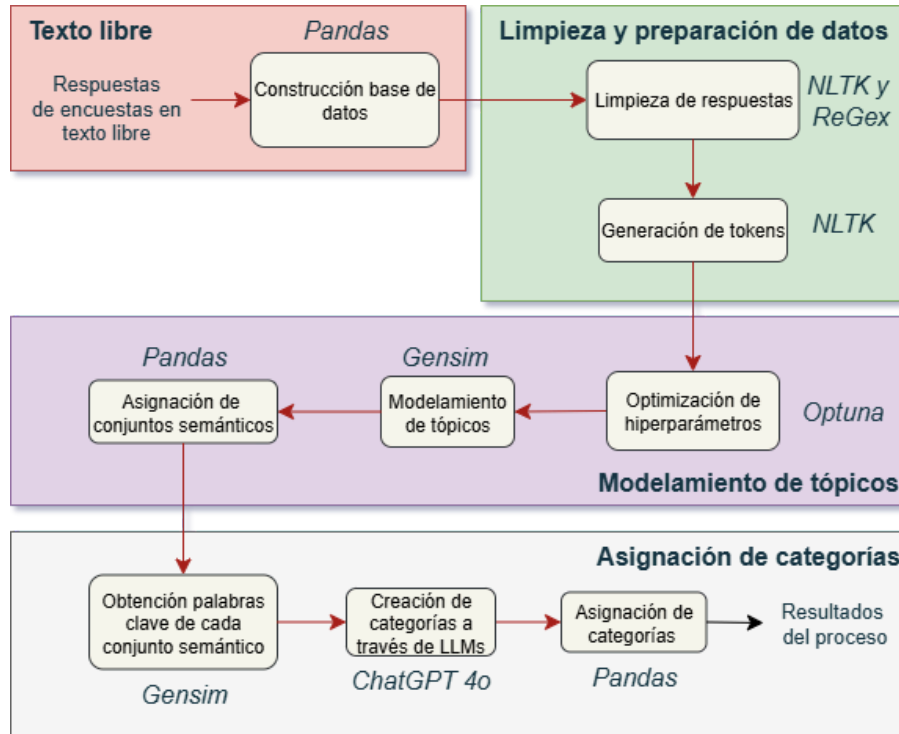 Texto libre
Pandas
Respuestas
de encuestas en
texto libre
Construcción base de
datos
Limpieza y preparación de datos
Limpieza de respuestas
NLTK y
ReGex
Generación de tokens
NLTK
Pandas
Gensim
Asignación de
conjuntos semánticos
Modelamiento
de tópicos
Optimización de
hiperparámetros
Optuna
Modelamiento de tópicos
Asignación de categorías
Obtención palabras
clave de cada
conjunto semántico
Gensim
Creación de
categorías a
través de LLMs
ChatGPT 4o
Asignación de
categorías
Pandas
Resultados
del proceso